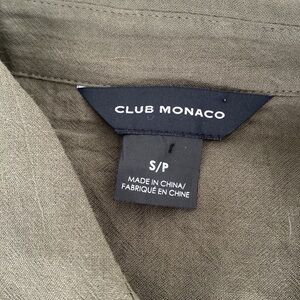 CLUB MONACO
S/P
MADE IN CHINA/
FABRIQUÉ EN CHINE